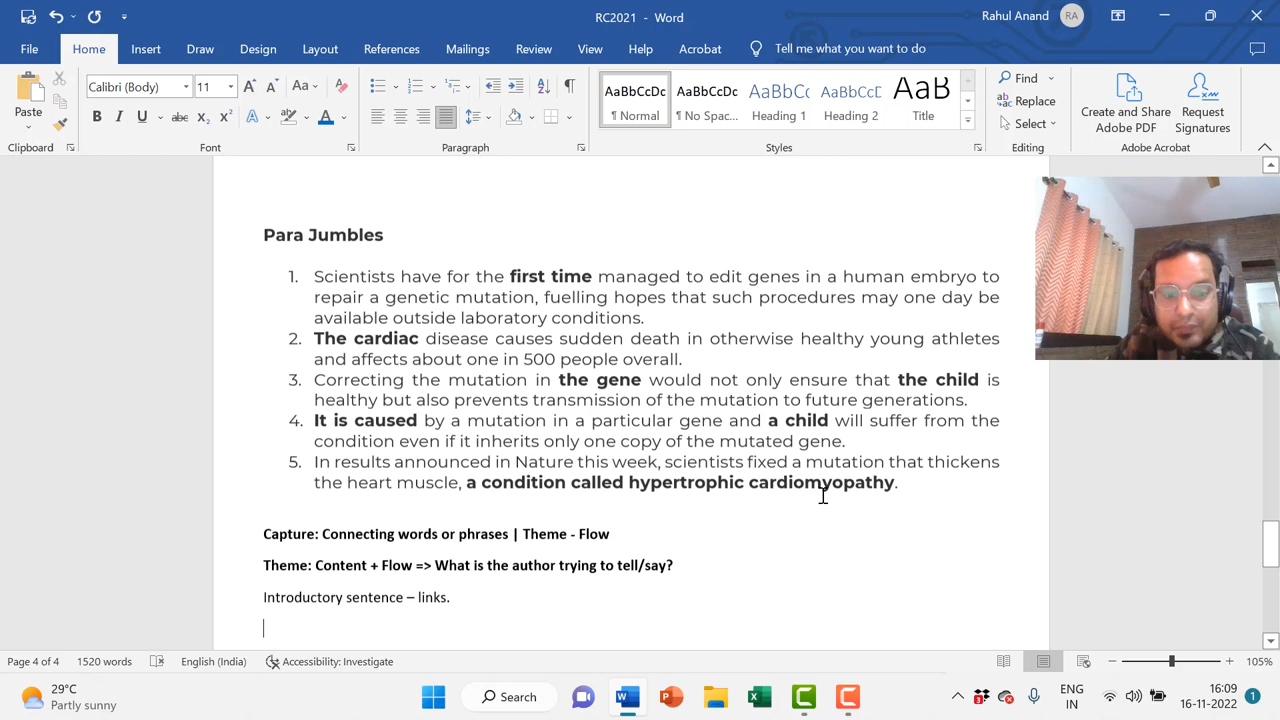 RC2021 - Word
Rahul Anand
RA
File Home Insert Draw Design Layout References Mailings Review View Help Acrobat Tell me what you want to do
Paste
Clipboard
Calibri (Body) 11
Font
Paragraph
AaBbCcDc AaBbCcDc AaBbCc AaBbCcD AaB
¶ Normal ¶ No Spac... Heading 1 Heading 2 Title
Styles
Find
Replace
Select
Editing
Create and Share Adobe PDF
Request Signatures
Adobe Acrobat
Para Jumbles
1. Scientists have for the first time managed to edit genes in a human embryo to
repair a genetic mutation, fuelling hopes that such procedures may one day be
available outside laboratory conditions.
2. The cardiac disease causes sudden death in otherwise healthy young athletes
and affects about one in 500 people overall.
3. Correcting the mutation in the gene would not only ensure that the child is
healthy but also prevents transmission of the mutation to future generations.
4. It is caused by a mutation in a particular gene and a child will suffer from the
condition even if it inherits only one copy of the mutated gene.
5. In results announced in Nature this week, scientists fixed a mutation that thickens
the heart muscle, a condition called hypertrophic cardiomyopathy.
Capture: Connecting words or phrases | Theme - Flow
Theme: Content + Flow => What is the author trying to tell/say?
Introductory sentence – links.
Page 4 of 4 1520 words English (India) Accessibility: Investigate 105%
29°C
Partly sunny
Search
ENG
IN
16:09
16-11-2022